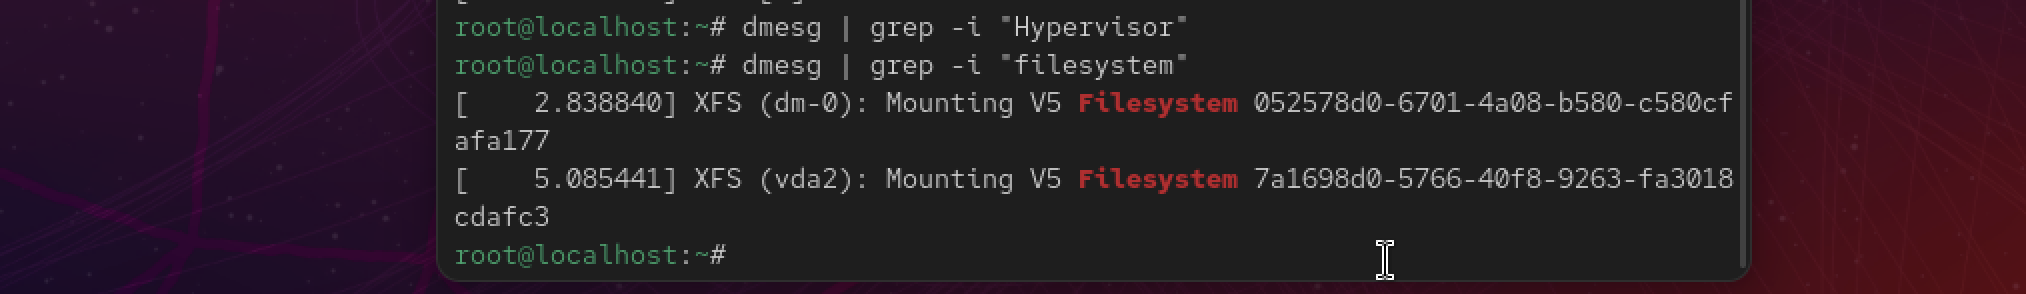 root@localhost:~# dmesg | grep -i "Hypervisor"
root@localhost:~# dmesg | grep -i "filesystem"
[    2.838840] XFS (dm-0): Mounting V5 Filesystem 052578d0-6701-4a08-b580-c580cf
afa177
[    5.085441] XFS (vda2): Mounting V5 Filesystem 7a1698d0-5766-40f8-9263-fa3018
cdafc3
root@localhost:~#